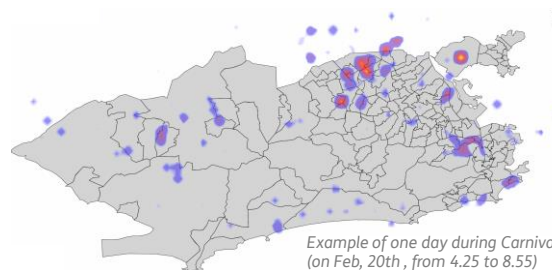 Example of one day during Carniva
(on Feb, 20th , from 4.25 to 8.55)